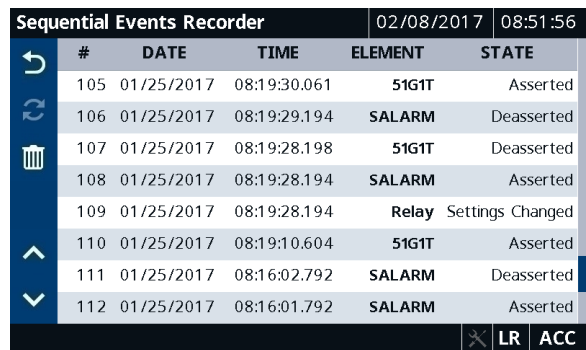 Sequential Events Recorder 02/08/2017 08:51:56
# DATE TIME ELEMENT STATE
105 01/25/2017 08:19:30.061 51G1T Asserted
106 01/25/2017 08:19:29.194 SALARM Deasserted
107 01/25/2017 08:19:28.198 51G1T Deasserted
108 01/25/2017 08:19:28.194 SALARM Asserted
109 01/25/2017 08:19:28.194 Relay Settings Changed
110 01/25/2017 08:19:10.604 51G1T Asserted
111 01/25/2017 08:16:02.792 SALARM Deasserted
112 01/25/2017 08:16:01.792 SALARM Asserted
LR ACC